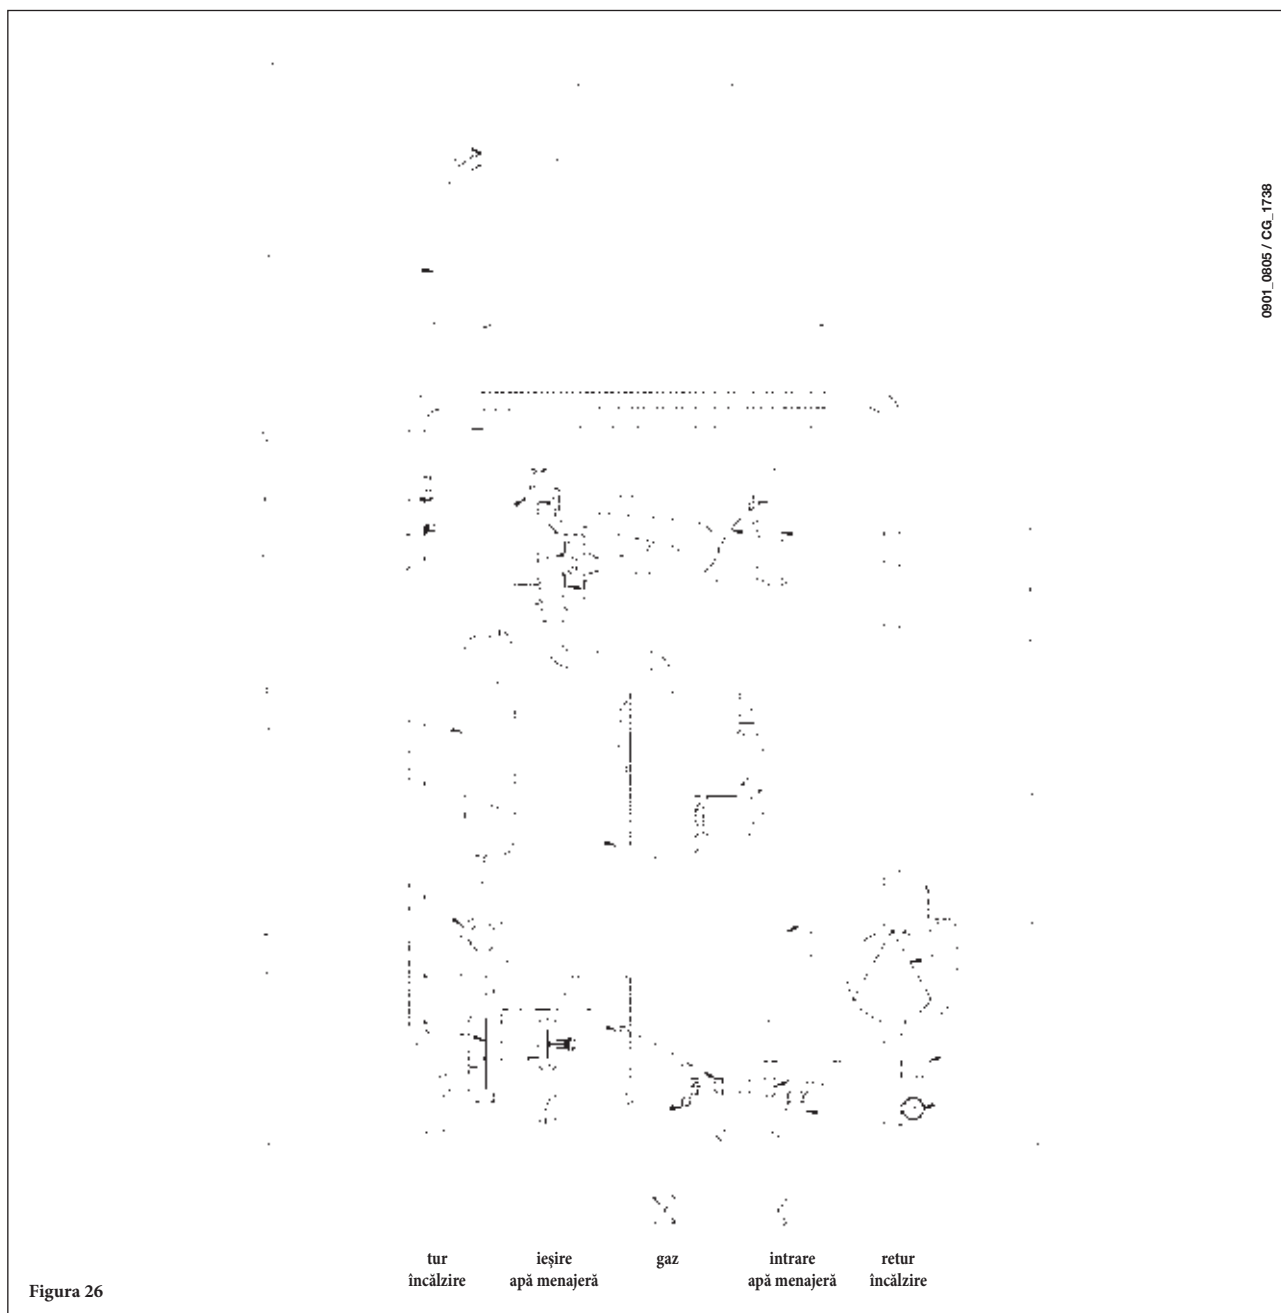 0901_0805 / CG_1738
tur
încălzire
ieșire
apă menajeră
gaz
intrare
apă menajeră
retur
încălzire
Figura 26